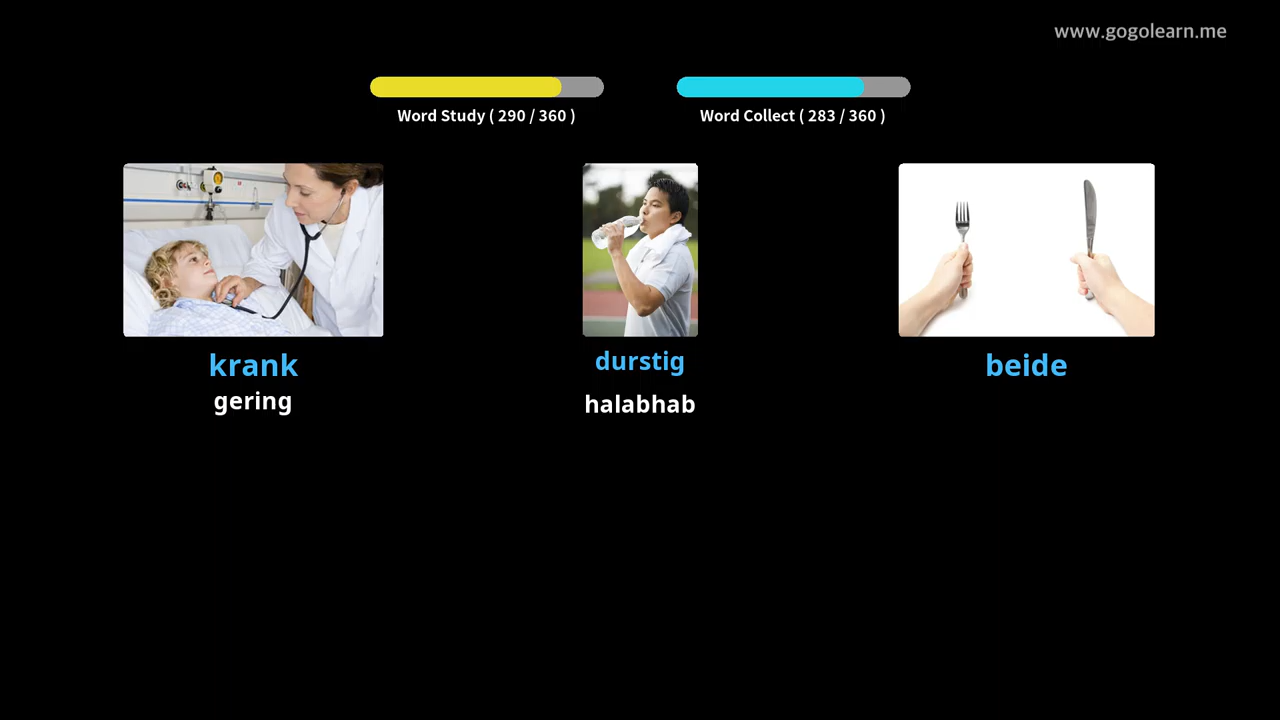 www.gogolearn.me
Word Study ( 290 / 360 )
Word Collect ( 283 / 360 )
krank
gering
durstig
halabhab
beide